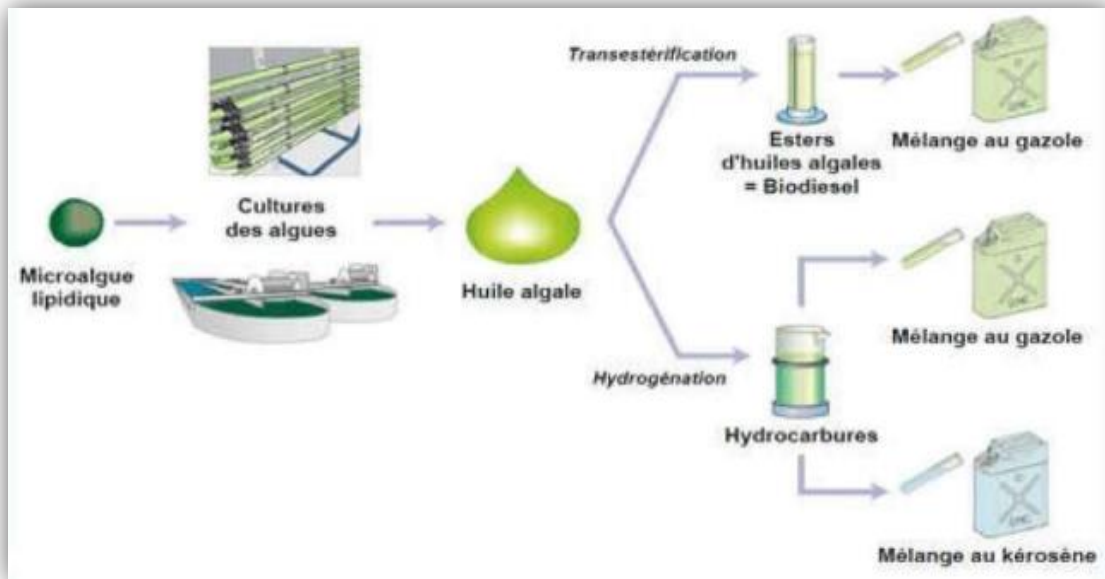 Microalgue
lipidique
Cultures
des algues
Huile algale
Transestérification
Esters
d'huiles algales
= Biodiesel
Mélange au gazole
Hydrogénation
Hydrocarbures
Mélange au gazole
Mélange au kérosène